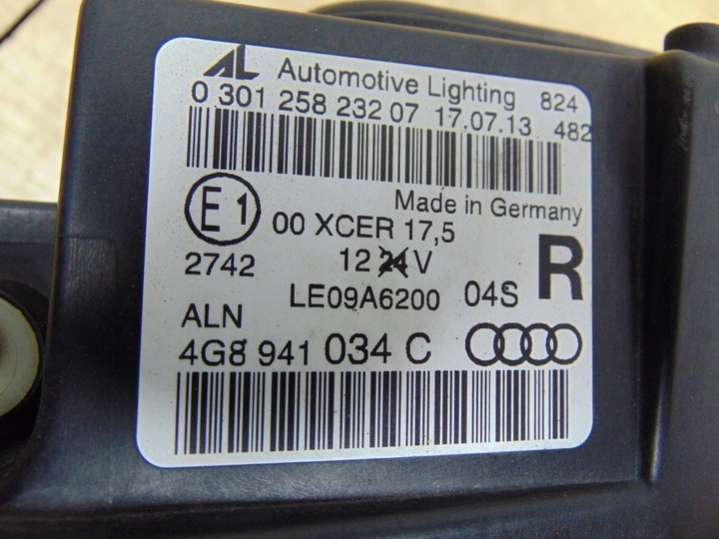 AL Automotive Lighting 824
0 301 258 232 07 17.07.13 482
Made in Germany
E1 00 XCER 17,5
2742 12 24 V R
LE09A6200 04S
ALN
4G8 941 034 C